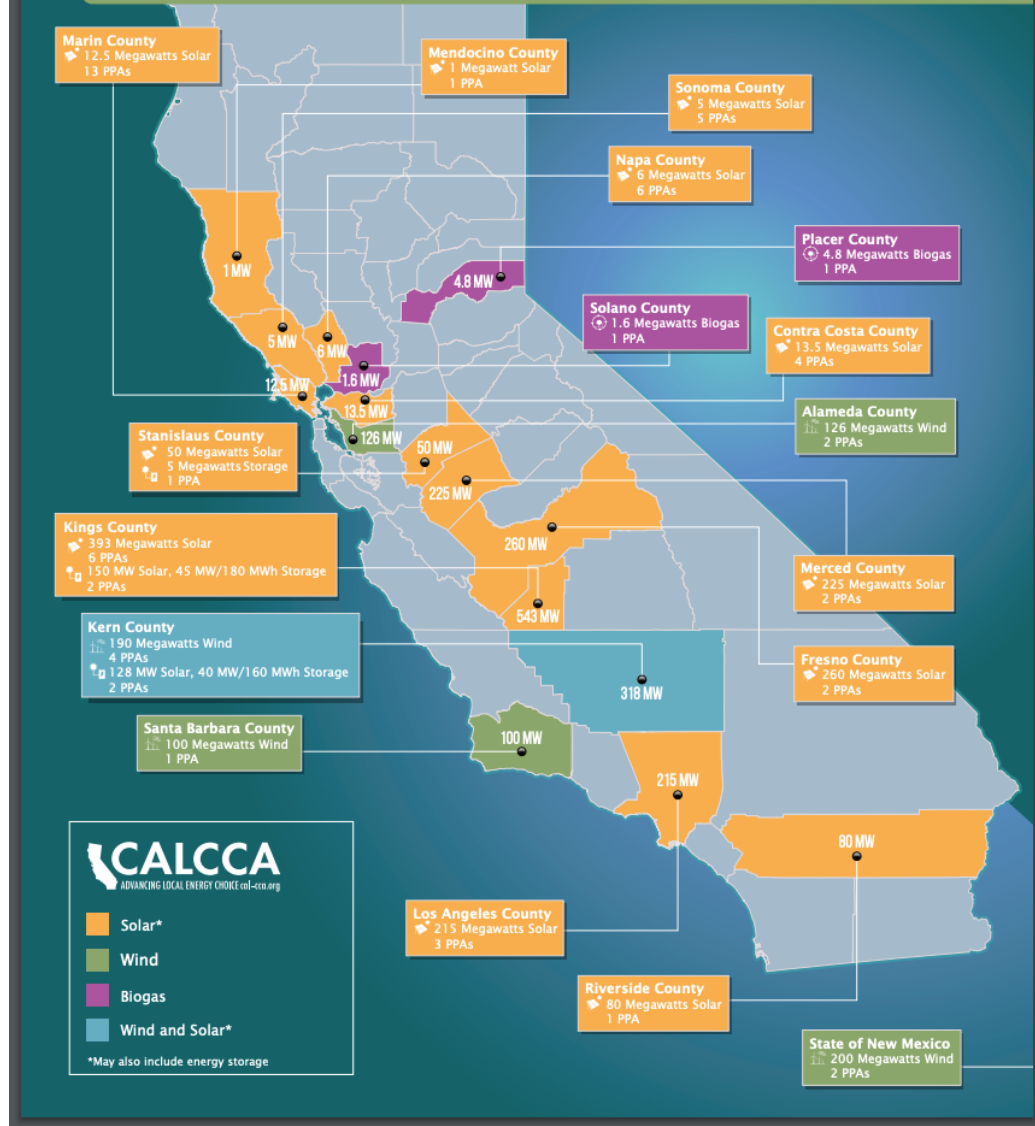 Marin County
12.5 Megawatts Solar
13 PPAs
Mendocino County
1 Megawatt Solar
1 PPA
Sonoma County
5 Megawatts Solar
5 PPAs
Napa County
6 Megawatts Solar
6 PPAs
Placer County
4.8 Megawatts Biogas
1 PPA
Solano County
1.6 Megawatts Biogas
1 PPA
Contra Costa County
13.5 Megawatts Solar
4 PPAs
Alameda County
126 Megawatts Wind
2 PPAs
Stanislaus County
50 Megawatts Solar
5 Megawatts Storage
1 PPA
Kings County
393 Megawatts Solar
6 PPAs
150 MW Solar, 45 MW/180 MWh Storage
2 PPAs
Merced County
225 Megawatts Solar
2 PPAs
Kern County
190 Megawatts Wind
4 PPAs
128 MW Solar, 40 MW/160 MWh Storage
2 PPAs
Fresno County
260 Megawatts Solar
2 PPAs
Santa Barbara County
100 Megawatts Wind
1 PPA
1 MW
4.8 MW
5 MW
6 MW
1.6 MW
12.5 MW
13.5 MW
126 MW
50 MW
225 MW
260 MW
543 MW
318 MW
100 MW
215 MW
80 MW
CALCCA
ADVANCING LOCAL ENERGY CHOICE cal-cca.org
Solar*
Wind
Biogas
Wind and Solar*
*May also include energy storage
Los Angeles County
215 Megawatts Solar
3 PPAs
Riverside County
80 Megawatts Solar
1 PPA
State of New Mexico
200 Megawatts Wind
2 PPAs